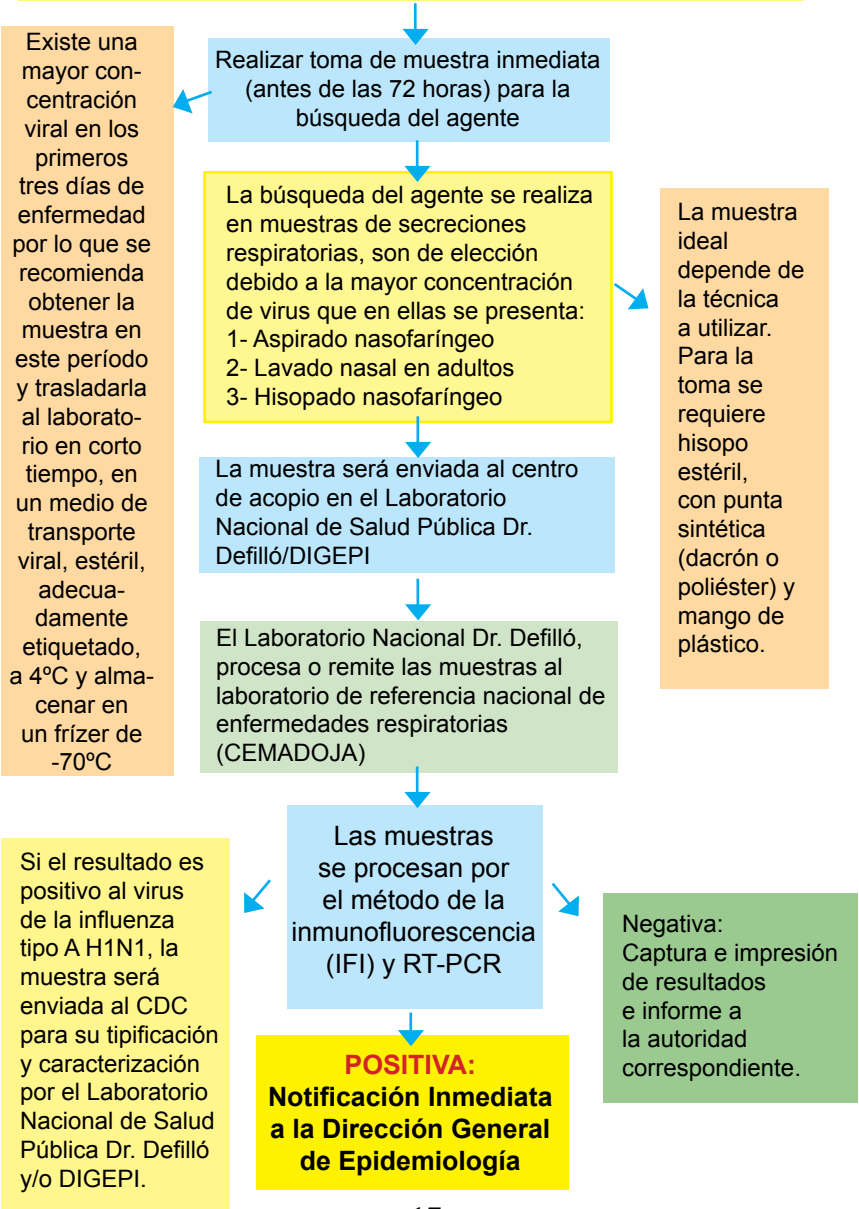 Existe una
mayor con-
centración
viral en los
primeros
tres días de
enfermedad
por lo que se
recomienda
obtener la
muestra en
este período
y trasladarla
al laborato-
rio en corto
tiempo, en
un medio de
transporte
viral, estéril,
adecua-
damente
etiquetado,
a 4ºC y alma-
cenar en
un frízer de
-70ºC
Realizar toma de muestra inmediata
(antes de las 72 horas) para la
búsqueda del agente
La búsqueda del agente se realiza
en muestras de secreciones
respiratorias, son de elección
debido a la mayor concentración
de virus que en ellas se presenta:
1- Aspirado nasofaríngeo
2- Lavado nasal en adultos
3- Hisopado nasofaríngeo
La muestra
ideal
depende de
la técnica
a utilizar.
Para la
toma se
requiere
hisopo
estéril,
con punta
sintética
(dacrón o
poliéster) y
mango de
plástico.
La muestra será enviada al centro
de acopio en el Laboratorio
Nacional de Salud Pública Dr.
Defilló/DIGEPI
El Laboratorio Nacional Dr. Defilló,
procesa o remite las muestras al
laboratorio de referencia nacional de
enfermedades respiratorias
(CEMADOJA)
Las muestras
se procesan por
el método de la
inmunofluorescencia
(IFI) y RT-PCR
Si el resultado es
positivo al virus
de la influenza
tipo A H1N1, la
muestra será
enviada al CDC
para su tipificación
y caracterización
por el Laboratorio
Nacional de Salud
Pública Dr. Defilló
y/o DIGEPI.
POSITIVA:
Notificación Inmediata
a la Dirección General
de Epidemiología
Negativa:
Captura e impresión
de resultados
e informe a
la autoridad
correspondiente.